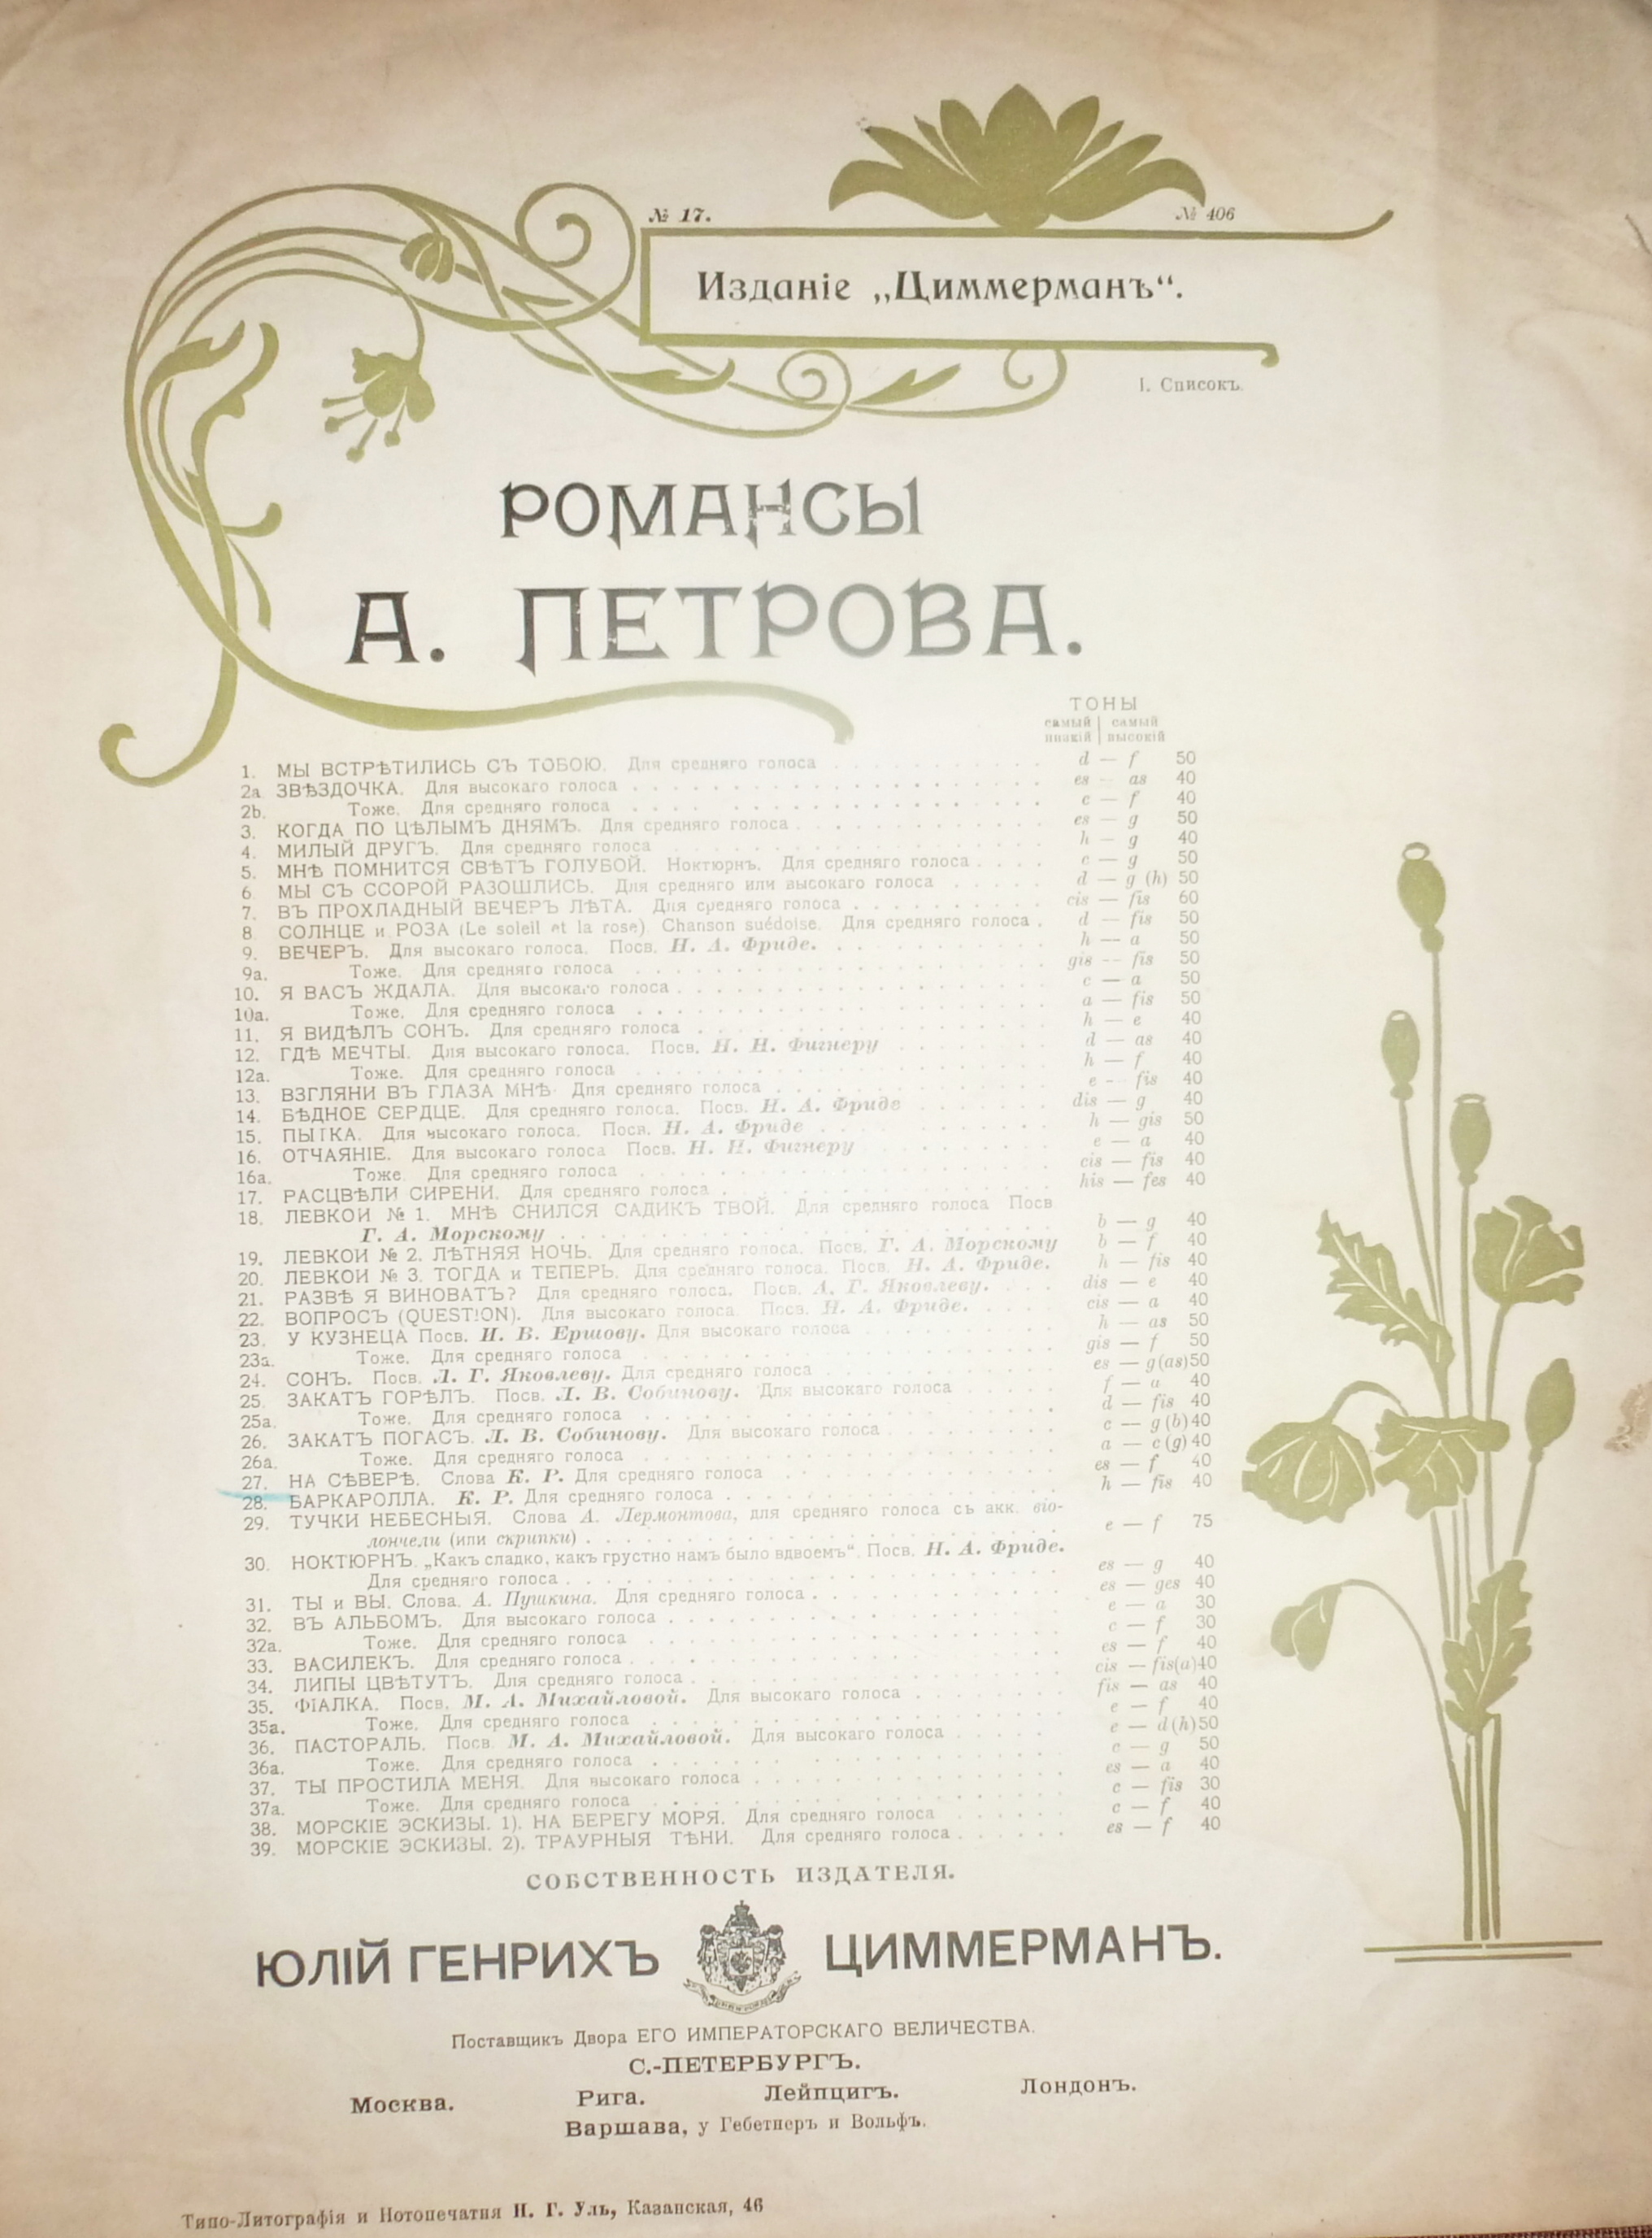 № 17.
№ 406
Изданіе „Циммерманъ“.
I. Списокъ.
РОМАНСЫ
А. ПЕТРОВА.
ТОНЫ
самый | самый
низкій | высокій
1. МЫ ВСТРѢТИЛИСЬ СЪ ТОБОЮ. Для средняго голоса d — f 50
2a ЗВѢЗДОЧКА. Для высокаго голоса es — as 40
2b. Тоже. Для средняго голоса c — f 40
3. КОГДА ПО ЦѢЛЫМЪ ДНЯМЪ. Для средняго голоса es — g 50
4. МИЛЫЙ ДРУГЪ. Для средняго голоса h — g 40
5. МНѢ ПОМНИТСЯ СВѢТЪ ГОЛУБОЙ. Ноктюрнъ. Для средняго голоса c — g 50
6 МЫ СЪ ССОРОЙ РАЗОШЛИСЬ. Для средняго или высокаго голоса d — g (h) 50
7. ВЪ ПРОХЛАДНЫЙ ВЕЧЕРЪ ЛѢТА. Для средняго голоса cis — fis 60
8 СОЛНЦЕ и РОЗА (Le soleil et la rose) Chanson suédoise. Для средняго голоса d — fis 50
9. ВЕЧЕРЪ. Для высокаго голоса. Посв. Н. А. Фриде. h — a 50
9a. Тоже. Для средняго голоса gis — fis 50
10. Я ВАСЪ ЖДАЛА. Для высокаго голоса c — a 50
10a. Тоже. Для средняго голоса a — fis 50
11. Я ВИДѢЛЪ СОНЪ. Для средняго голоса h — e 40
12. ГДѢ МЕЧТЫ. Для высокаго голоса. Посв. Н. Н. Фигнеру d — as 40
12a. Тоже. Для средняго голоса h — f 40
13. ВЗГЛЯНИ ВЪ ГЛАЗА МНѢ Для средняго голоса e — fis 40
14. БѢДНОЕ СЕРДЦЕ. Для средняго голоса. Посв. Н. А. Фриде dis — g 40
15. ПЫТКА. Для высокаго голоса. Посв. Н. А. Фриде h — gis 50
16. ОТЧАЯНІЕ. Для высокаго голоса Посв. Н. Н. Фигнеру e — a 40
16a. Тоже. Для средняго голоса cis — fis 40
17. РАСЦВѢЛИ СИРЕНИ. Для средняго голоса his — fes 40
18. ЛЕВКОИ № 1. МНѢ СНИЛСЯ САДИКЪ ТВОЙ. Для средняго голоса Посв
Г. А. Морскому b — g 40
19. ЛЕВКОИ № 2. ЛѢТНЯЯ НОЧЬ. Для средняго голоса. Посв. Г. А. Морскому b — f 40
20. ЛЕВКОИ № 3. ТОГДА и ТЕПЕРЬ. Для средняго голоса. Посв. Н. А. Фриде. h — fis 40
21. РАЗВѢ Я ВИНОВАТЪ? Для средняго голоса. Посв. Л. Г. Яковлеву. dis — e 40
22. ВОПРОСЪ (QUESTION). Для высокаго голоса. Посв. Н. А. Фриде. cis — a 40
23. У КУЗНЕЦА Посв. И. В. Ершову. Для высокаго голоса h — as 50
23a. Тоже. Для средняго голоса gis — f 50
24. СОНЪ. Посв. Л. Г. Яковлеву. Для средняго голоса es — g(as) 50
25. ЗАКАТЪ ГОРѢЛЪ. Посв. Л. В. Собинову. Для высокаго голоса f — a 40
25a. Тоже. Для средняго голоса d — fis 40
26. ЗАКАТЪ ПОГАСЪ. Л. В. Собинову. Для высокаго голоса c — g (b) 40
26a. Тоже. Для средняго голоса a — e (g) 40
27. НА СѢВЕРѢ. Слова К. Р. Для средняго голоса es — f 40
28. БАРКАРОЛЛА. К. Р. Для средняго голоса h — fis 40
29. ТУЧКИ НЕБЕСНЫЯ. Слова А. Лермонтова, для средняго голоса съ акк. віо-
лончели (или скрипки) e — f 75
30. НОКТЮРНЪ. „Какъ сладко, какъ грустно намъ было вдвоемъ“. Посв. Н. А. Фриде.
Для средняго голоса es — g 40
31. ТЫ и ВЫ. Слова. А. Пушкина. Для средняго голоса es — ges 40
32. ВЪ АЛЬБОМЪ. Для высокаго голоса e — a 30
32a. Тоже. Для средняго голоса c — f 30
33. ВАСИЛЕКЪ. Для средняго голоса es — f 40
34. ЛИПЫ ЦВѢТУТЪ. Для средняго голоса cis — fis(a) 40
35. ФІАЛКА. Посв. М. А. Михайловой. Для высокаго голоса fis — as 40
35a. Тоже. Для средняго голоса e — f 40
36. ПАСТОРАЛЬ. Посв. М. А. Михайловой. Для высокаго голоса e — d (h) 50
36a. Тоже. Для средняго голоса c — g 50
37. ТЫ ПРОСТИЛА МЕНЯ. Для высокаго голоса es — a 40
37a. Тоже. Для средняго голоса c — fis 30
38. МОРСКІЕ ЭСКИЗЫ. 1). НА БЕРЕГУ МОРЯ. Для средняго голоса c — f 40
39. МОРСКІЕ ЭСКИЗЫ. 2). ТРАУРНЫЯ ТѢНИ. Для средняго голоса es — f 40
СОБСТВЕННОСТЬ ИЗДАТЕЛЯ.
ЮЛІЙ ГЕНРИХЪ ЦИММЕРМАНЪ.
Поставщикъ Двора ЕГО ИМПЕРАТОРСКАГО ВЕЛИЧЕСТВА.
С.-ПЕТЕРБУРГЪ.
Москва. Рига. Лейпцигъ. Лондонъ.
Варшава, у Гебетнеръ и Вольфъ.
Типо-Литографія и Нотопечатня И. Г. Уль, Казанская, 46